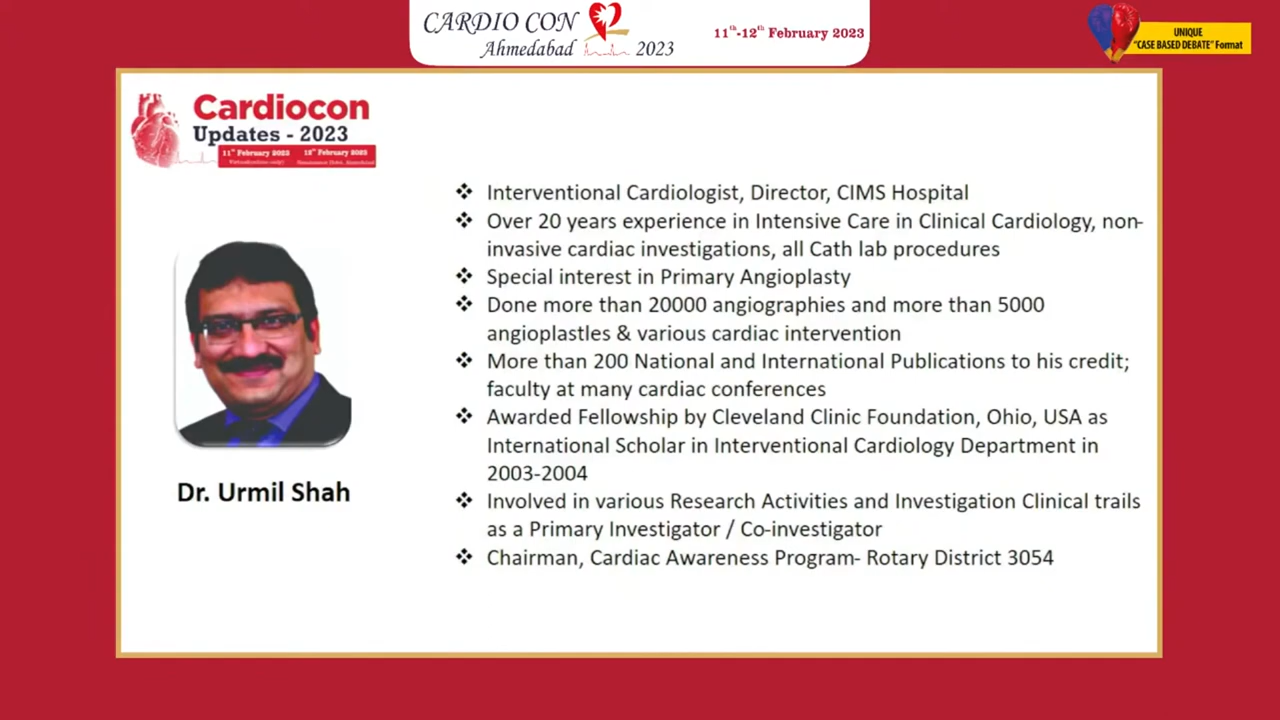 CARDIO CON
Ahmedabad 2023
11th-12th February 2023
UNIQUE
"CASE BASED DEBATE" Format
Cardiocon
Updates - 2023
11th February 2023
12th February 2023
❖ Interventional Cardiologist, Director, CIMS Hospital
❖ Over 20 years experience in Intensive Care in Clinical Cardiology, non-
invasive cardiac investigations, all Cath lab procedures
❖ Special interest in Primary Angioplasty
❖ Done more than 20000 angiographies and more than 5000
angioplastles & various cardiac intervention
❖ More than 200 National and International Publications to his credit;
faculty at many cardiac conferences
❖ Awarded Fellowship by Cleveland Clinic Foundation, Ohio, USA as
International Scholar in Interventional Cardiology Department in
2003-2004
❖ Involved in various Research Activities and Investigation Clinical trails
as a Primary Investigator / Co-investigator
❖ Chairman, Cardiac Awareness Program- Rotary District 3054
Dr. Urmil Shah